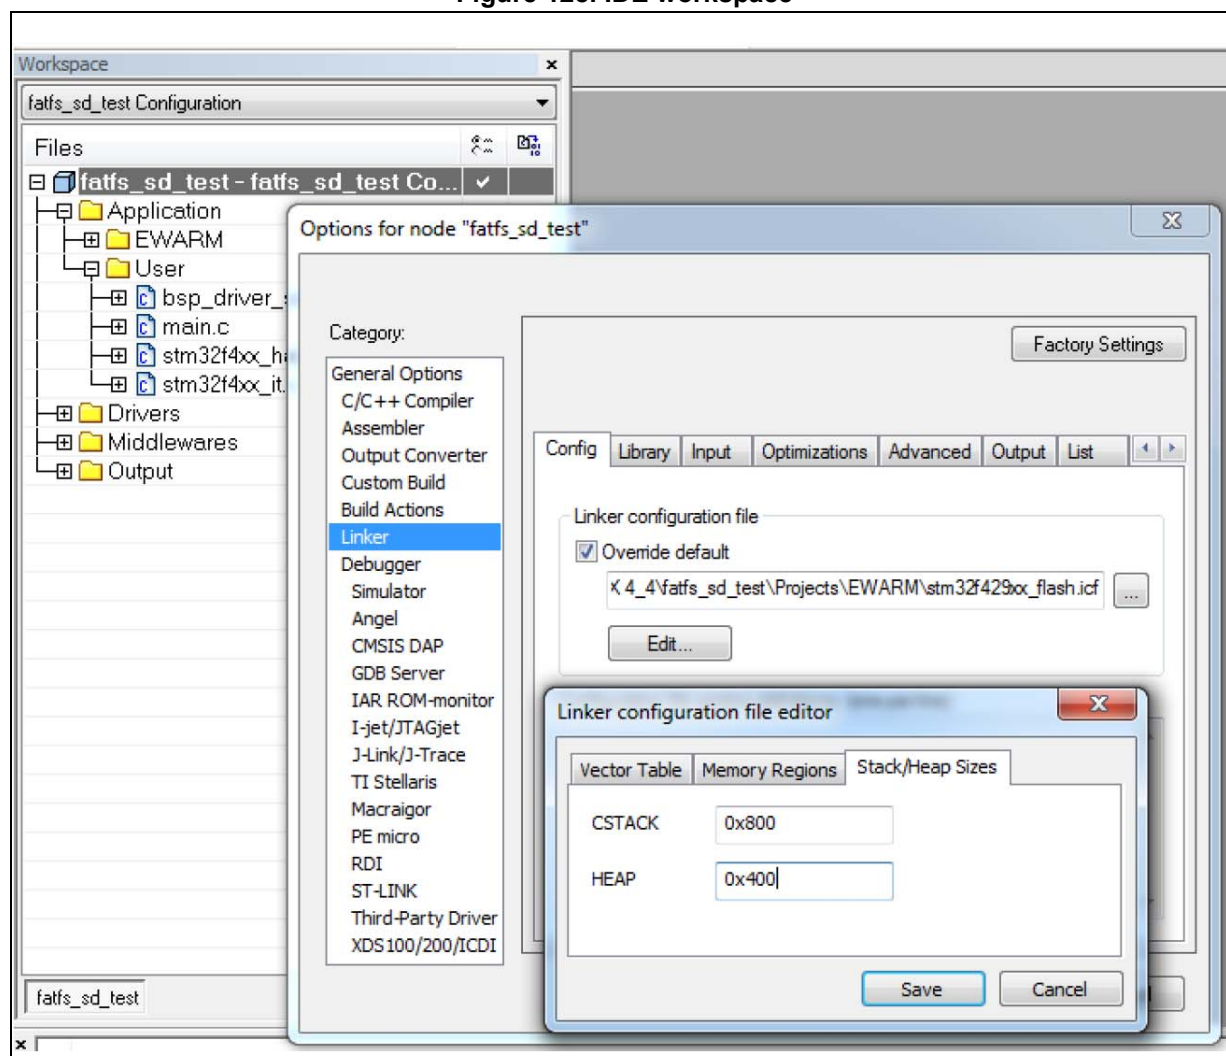 Workspace
fatfs_sd_test Configuration
Files
fatfs_sd_test - fatfs_sd_test Co...
Application
EWARM
User
bsp_driver_
main.c
stm32f4xx_h
stm32f4xx_it.
Drivers
Middlewares
Output
fatfs_sd_test
Options for node "fatfs_sd_test"
Category:
General Options
C/C++ Compiler
Assembler
Output Converter
Custom Build
Build Actions
Linker
Debugger
Simulator
Angel
CMSIS DAP
GDB Server
IAR ROM-monitor
I-jet/JTAGjet
J-Link/J-Trace
TI Stellaris
Macraigor
PE micro
RDI
ST-LINK
Third-Party Driver
XDS100/200/ICDI
Factory Settings
Config Library Input Optimizations Advanced Output List
Linker configuration file
Override default
4_4\fatfs_sd_test\Projects\EWARM\stm32f429xx_flash.icf ...
Edit...
Linker configuration file editor
Vector Table Memory Regions Stack/Heap Sizes
CSTACK 0x800
HEAP 0x400
Save Cancel